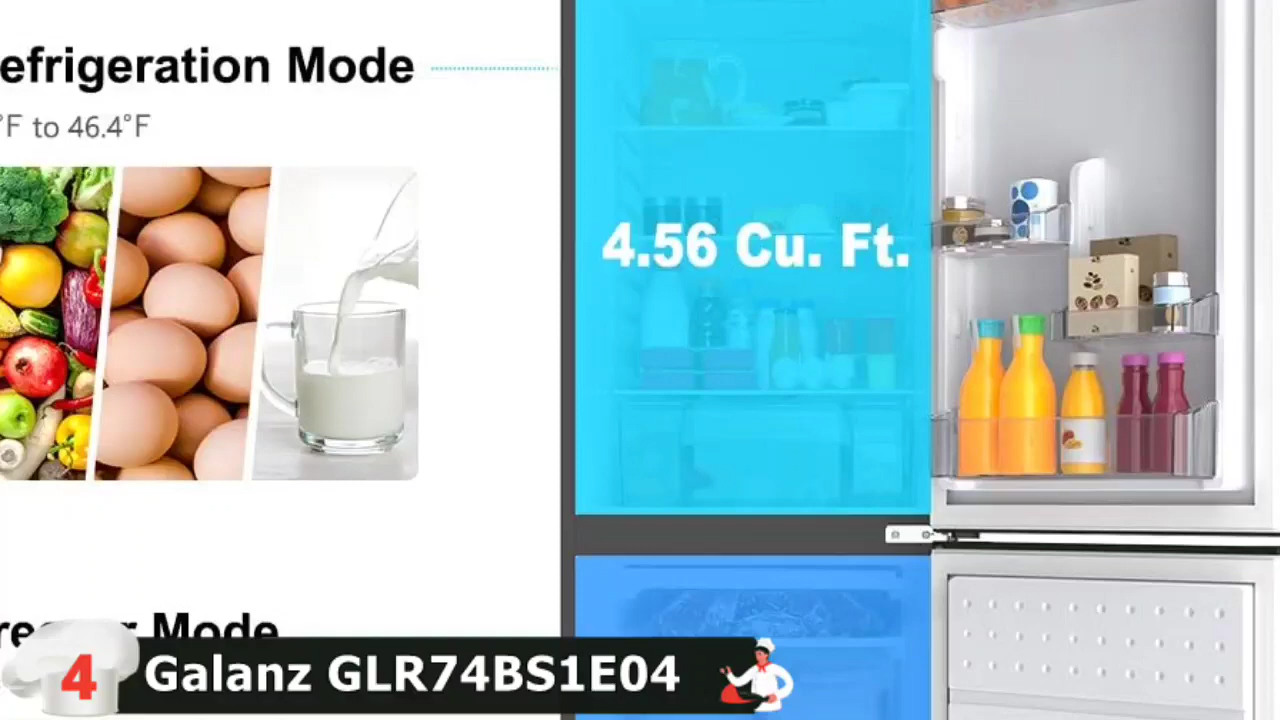 efrigeration Mode
°F to 46.4°F
4.56 Cu. Ft.
Mode
4
Galanz GLR74BS1E04